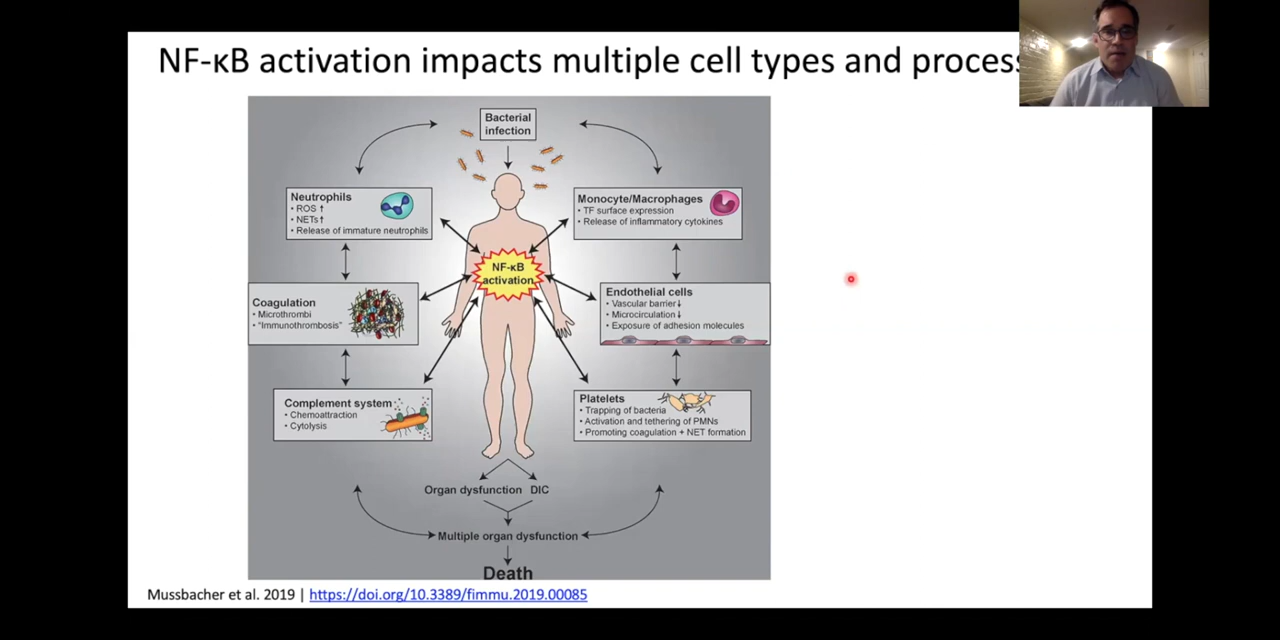 NF-κB activation impacts multiple cell types and
Bacterial
infection
Neutrophils
• ROS ↑
• NETs↑
• Release of immature neutrophils
Monocyte/Macrophages
• TF surface expression
• Release of inflammatory cytokines
NF-κB
activation
Coagulation
• Microthrombi
• "Immunothrombosis"
Endothelial cells
• Vascular barrier↓
• Microcirculation↓
• Exposure of adhesion molecules
Complement system
• Chemoattraction
• Cytolysis
Platelets
• Trapping of bacteria
• Activation and tethering of PMNs
• Promoting coagulation + NET formation
Organ dysfunction DIC
Multiple organ dysfunction
Death
Mussbacher et al. 2019 | https://doi.org/10.3389/fimmu.2019.00085